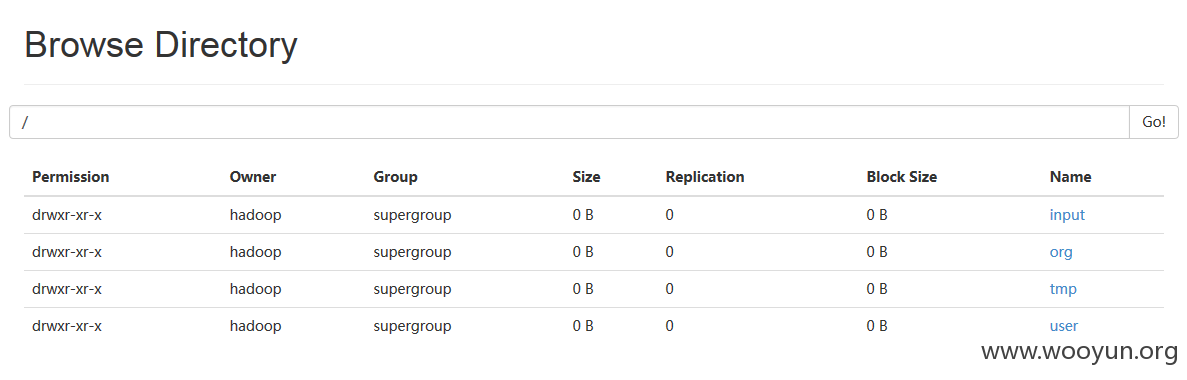 Browse Directory
/ Go!
Permission Owner Group Size Replication Block Size Name
drwxr-xr-x hadoop supergroup 0 B 0 0 B input
drwxr-xr-x hadoop supergroup 0 B 0 0 B org
drwxr-xr-x hadoop supergroup 0 B 0 0 B tmp
drwxr-xr-x hadoop supergroup 0 B 0 0 B user
www.wooyun.org